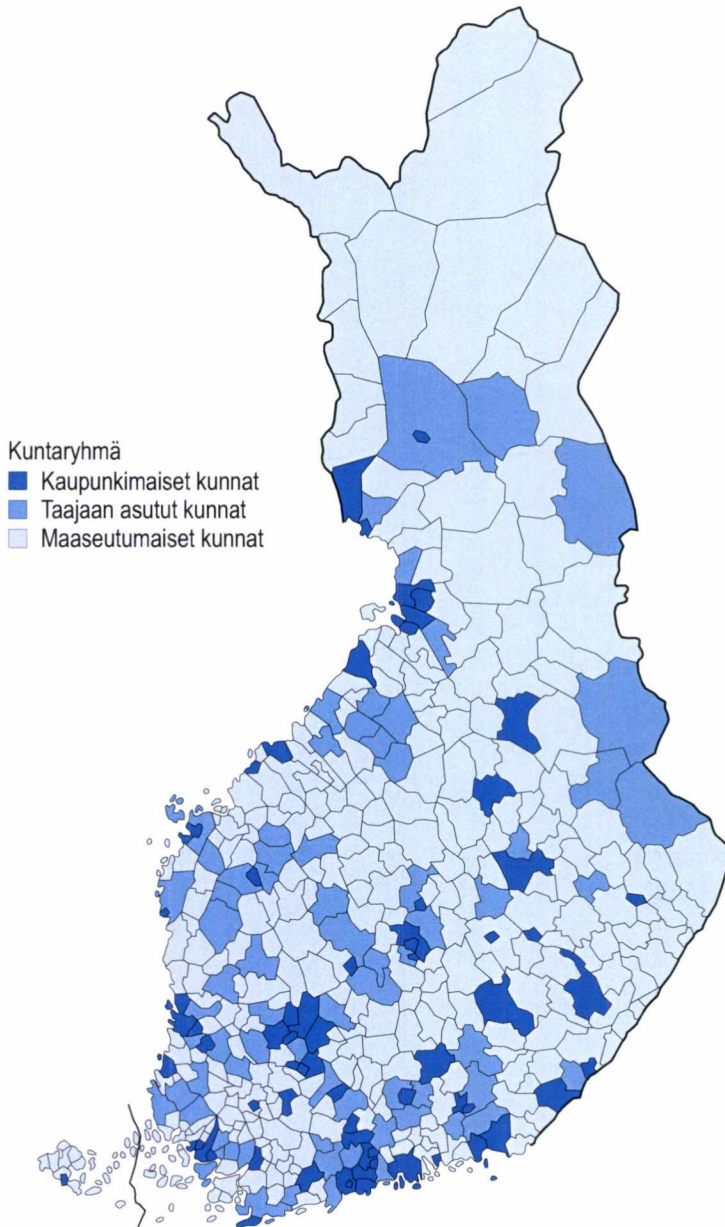 Kuntaryhmä
Kaupunkimaiset kunnat
Taajaan asutut kunnat
Maaseutumaiset kunnat